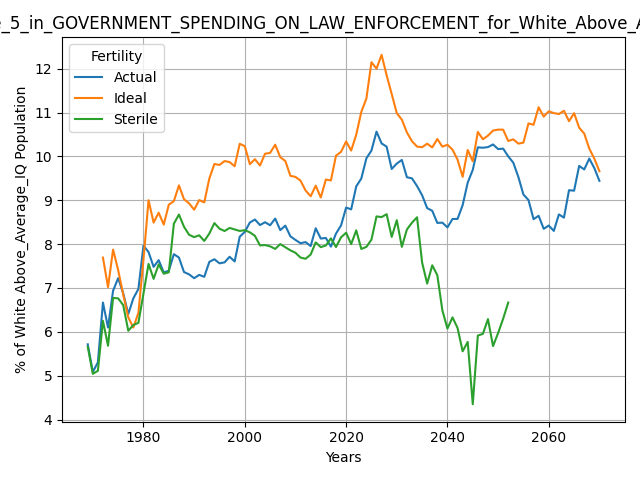 e_5_in_GOVERNMENT_SPENDING_ON_LAW_ENFORCEMENT_for_White_Above_A
Fertility
Actual
Ideal
Sterile
% of White Above_Average_IQ Population
12
11
10
9
8
7
6
5
4
1980
2000
2020
2040
2060
Years